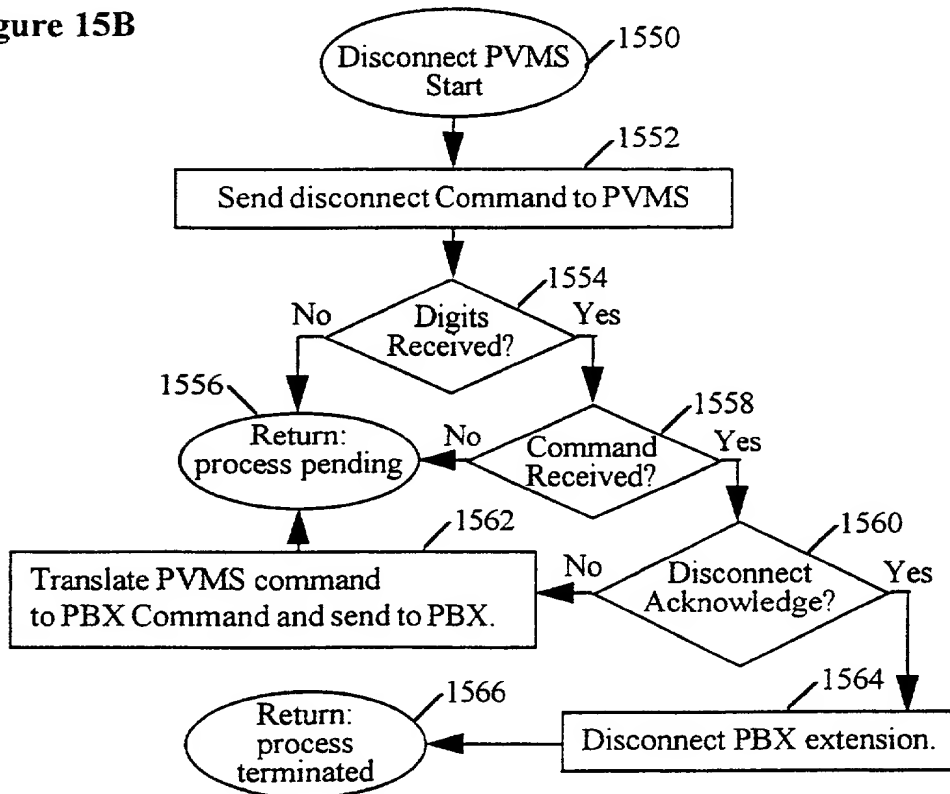 gure 15B
1550
Disconnect PVMS
Start
1552
Send disconnect Command to PVMS
1554
No
Digits
Received?
Yes
1556
Return:
process pending
1558
No
Command
Received?
Yes
1562
Translate PVMS command
to PBX Command and send to PBX.
1560
No
Disconnect
Acknowledge?
Yes
1564
Disconnect PBX extension.
1566
Return:
process
terminated